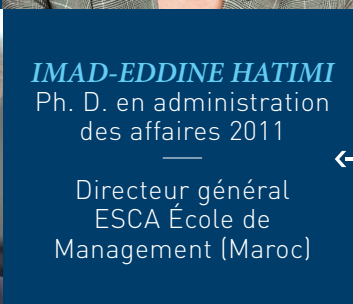 IMAD-EDDINE HATIMI
Ph. D. en administration
des affaires 2011
Directeur général
ESCA École de
Management (Maroc)